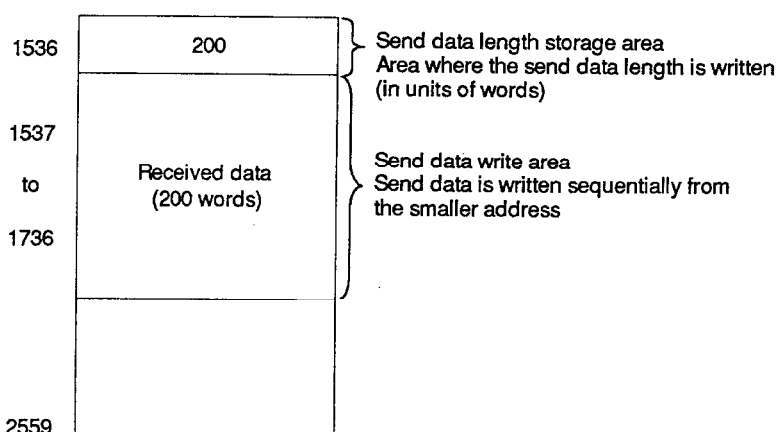 1536
200
Send data length storage area
Area where the send data length is written
(in units of words)
1537
to
1736
Received data
(200 words)
Send data write area
Send data is written sequentially from
the smaller address
2559